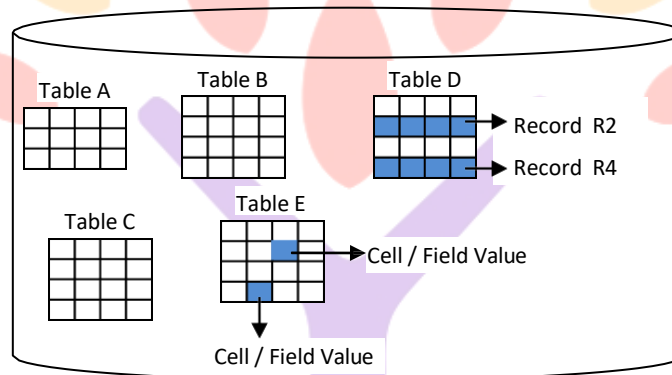 Table A
Table B
Table D
Record R2
Record R4
Table C
Table E
Cell / Field Value
Cell / Field Value